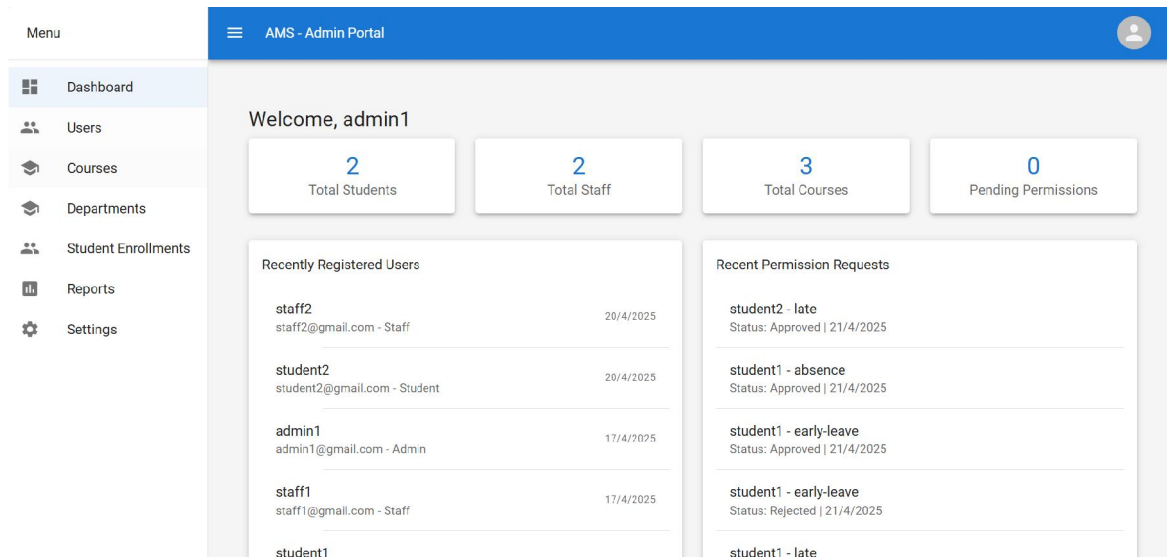 Menu
AMS - Admin Portal
Dashboard
Users
Courses
Departments
Student Enrollments
Reports
Settings
Welcome, admin1
2
Total Students
2
Total Staff
3
Total Courses
0
Pending Permissions
Recently Registered Users
staff2
staff2@gmail.com - Staff
20/4/2025
student2
student2@gmail.com - Student
20/4/2025
admin1
admin1@gmail.com - Admin
17/4/2025
staff1
staff1@gmail.com - Staff
17/4/2025
student1
Recent Permission Requests
student2 - late
Status: Approved | 21/4/2025
student1 - absence
Status: Approved | 21/4/2025
student1 - early-leave
Status: Approved | 21/4/2025
student1 - early-leave
Status: Rejected | 21/4/2025
student1 - late